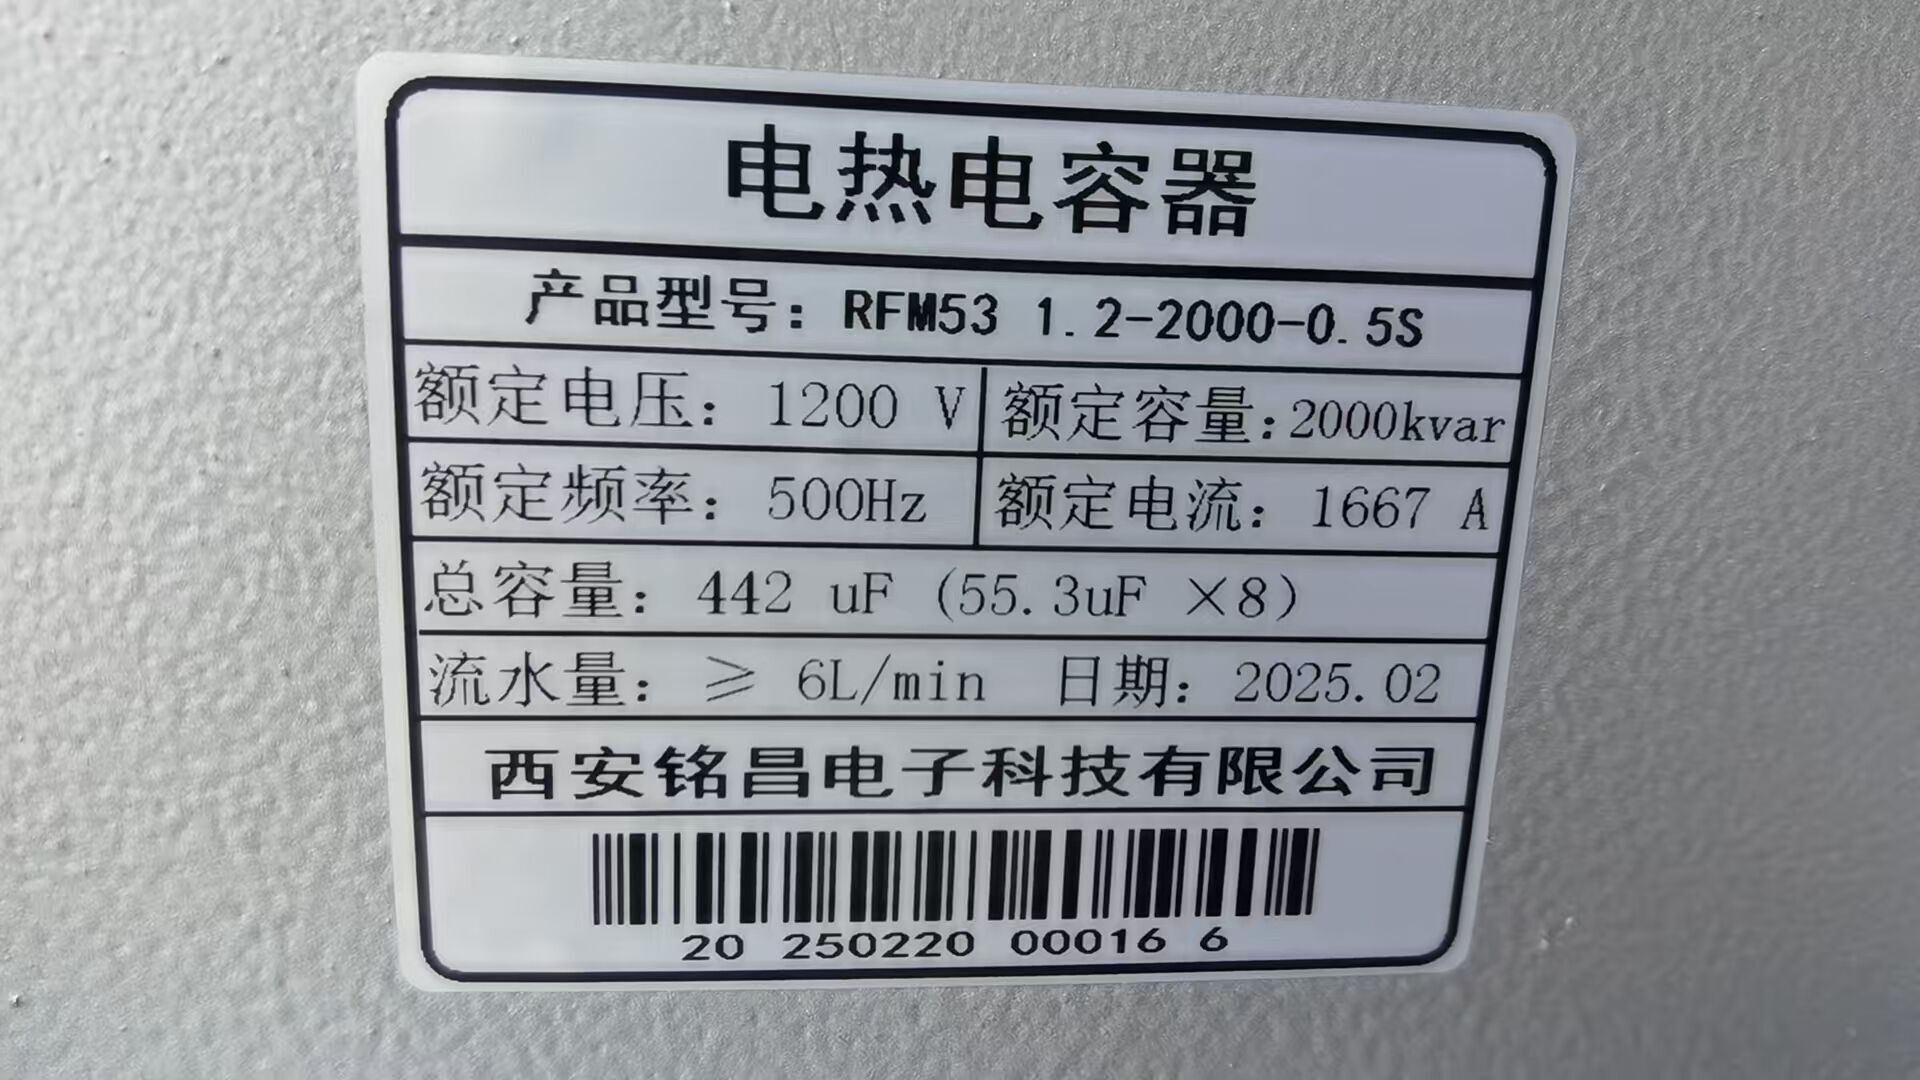 电热电容器
产品型号：RFM53 1.2-2000-0.5S
额定电压：1200 V 额定容量：2000kvar
额定频率：500Hz 额定电流：1667 A
总容量：442 uF (55.3uF ×8)
流水量：≥ 6L/min 日期：2025.02
西安铭昌电子科技有限公司
20 250220 00016 6